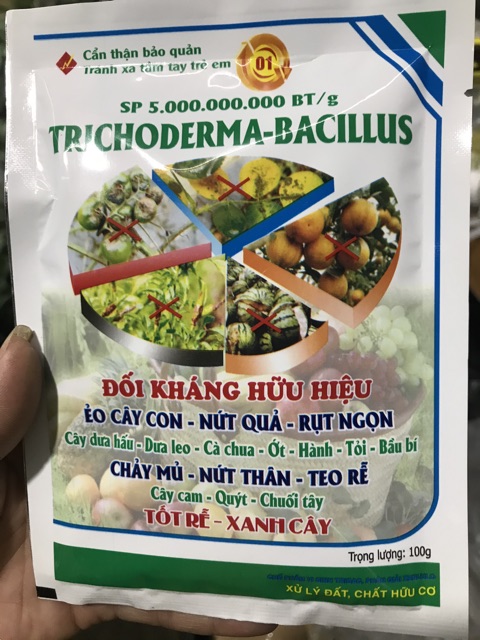 Cẩn thận bảo quản
Tránh xa tầm tay trẻ em
01
SP 5.000.000.000 BT/g
TRICHODERMA-BACILLUS
ĐỐI KHÁNG HỮU HIỆU
ẺO CÂY CON - NỨT QUẢ - RỤT NGỌN
Cây dưa hấu - Dưa leo - Cà chua - Ớt - Hành - Tỏi - Bầu bí
CHẢY MỦ - NỨT THÂN - TEO RỄ
Cây cam - Quýt - Chuối tây
TỐT RỄ - XANH CÂY
Trọng lượng: 100g
XỬ LÝ ĐẤT, CHẤT HỮU CƠ